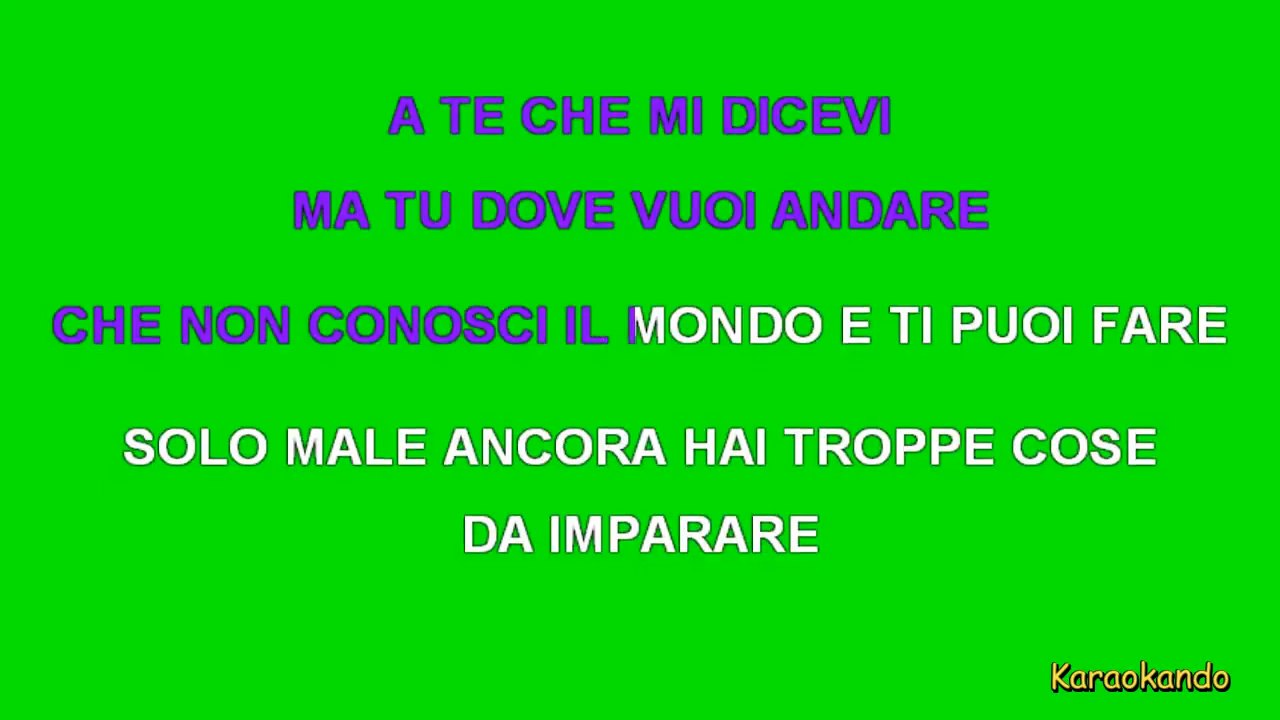 A TE CHE MI DICEVI
MA TU DOVE VUOI ANDARE
CHE NON CONOSCI IL MONDO E TI PUOI FARE
SOLO MALE ANCORA HAI TROPPE COSE
DA IMPARARE
Karaokando